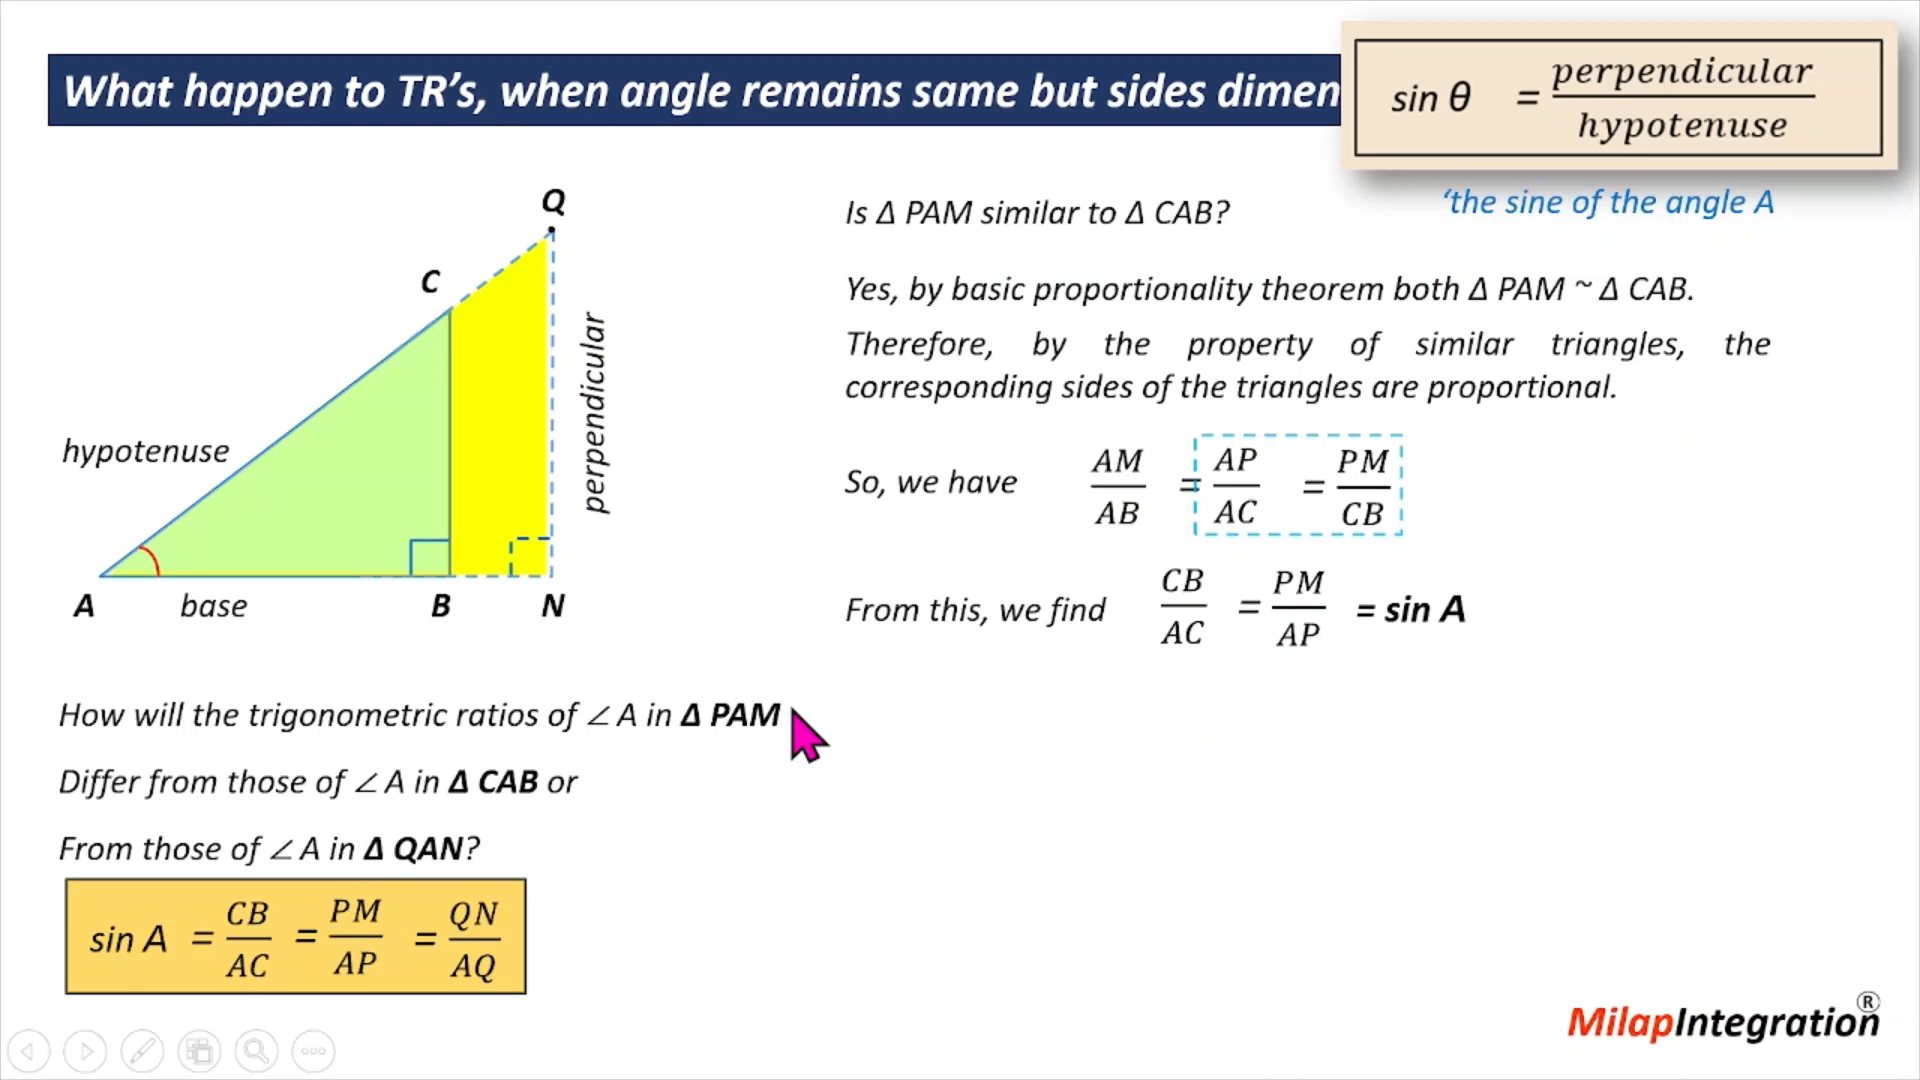 What happen to TR’s, when angle remains same but sides dimen
sin θ = perpendicular / hypotenuse
‘the sine of the angle A
Q
C
hypotenuse
perpendicular
A base B N
Is Δ PAM similar to Δ CAB?
Yes, by basic proportionality theorem both Δ PAM ~ Δ CAB.
Therefore, by the property of similar triangles, the
corresponding sides of the triangles are proportional.
So, we have AM/AB = AP/AC = PM/CB
From this, we find CB/AC = PM/AP = sin A
How will the trigonometric ratios of ∠A in Δ PAM
Differ from those of ∠A in Δ CAB or
From those of ∠A in Δ QAN?
sin A = CB/AC = PM/AP = QN/AQ
MilapIntegration®